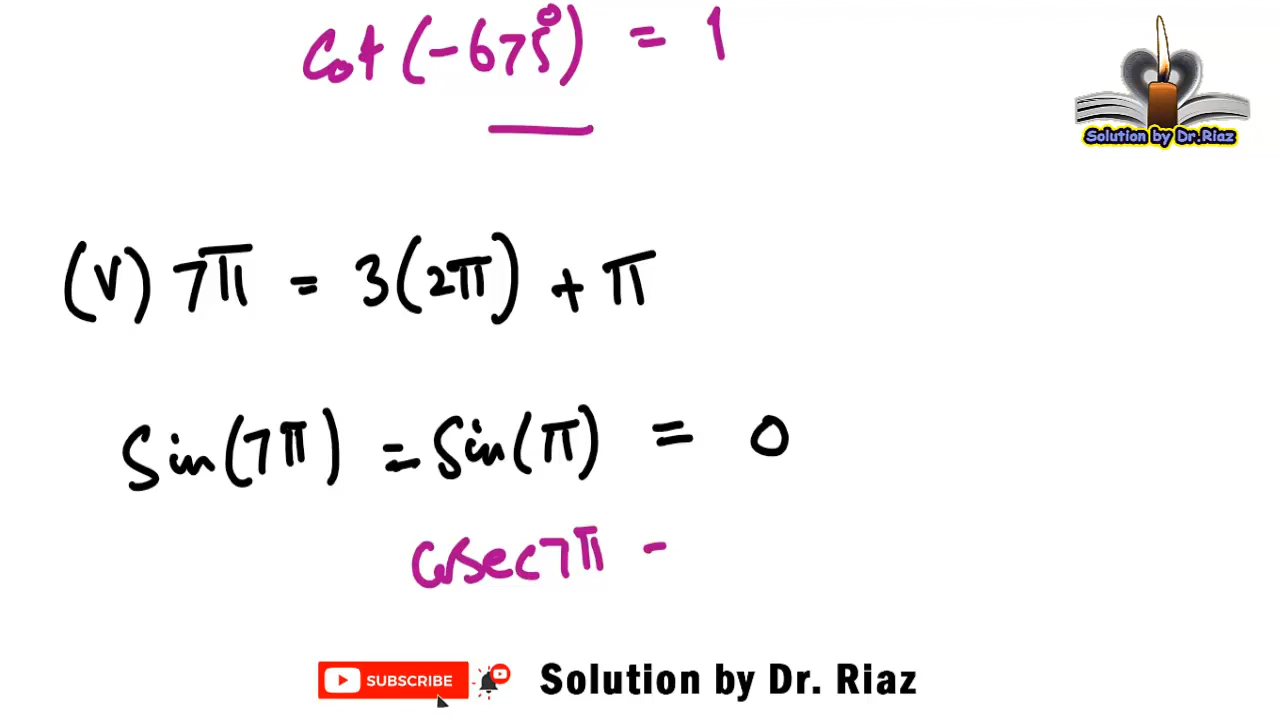 Cot (-675°) = 1
Solution by Dr.Riaz
(V) 7π = 3(2π) + π
Sin(7π) = Sin(π) = 0
Cosec7π -
SUBSCRIBE
Solution by Dr. Riaz